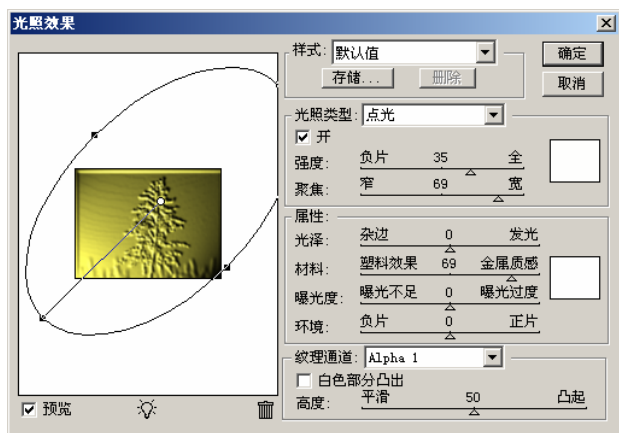 光照效果
样式: 默认值
存储... 删除
确定
取消
光照类型: 点光
开
强度: 负片 35 全
聚焦: 窄 69 宽
属性:
光泽: 杂边 0 发光
材料: 塑料效果 69 金属质感
曝光度: 曝光不足 0 曝光过度
环境: 负片 0 正片
纹理通道: Alpha 1
白色部分凸出
高度: 平滑 50 凸起
预览